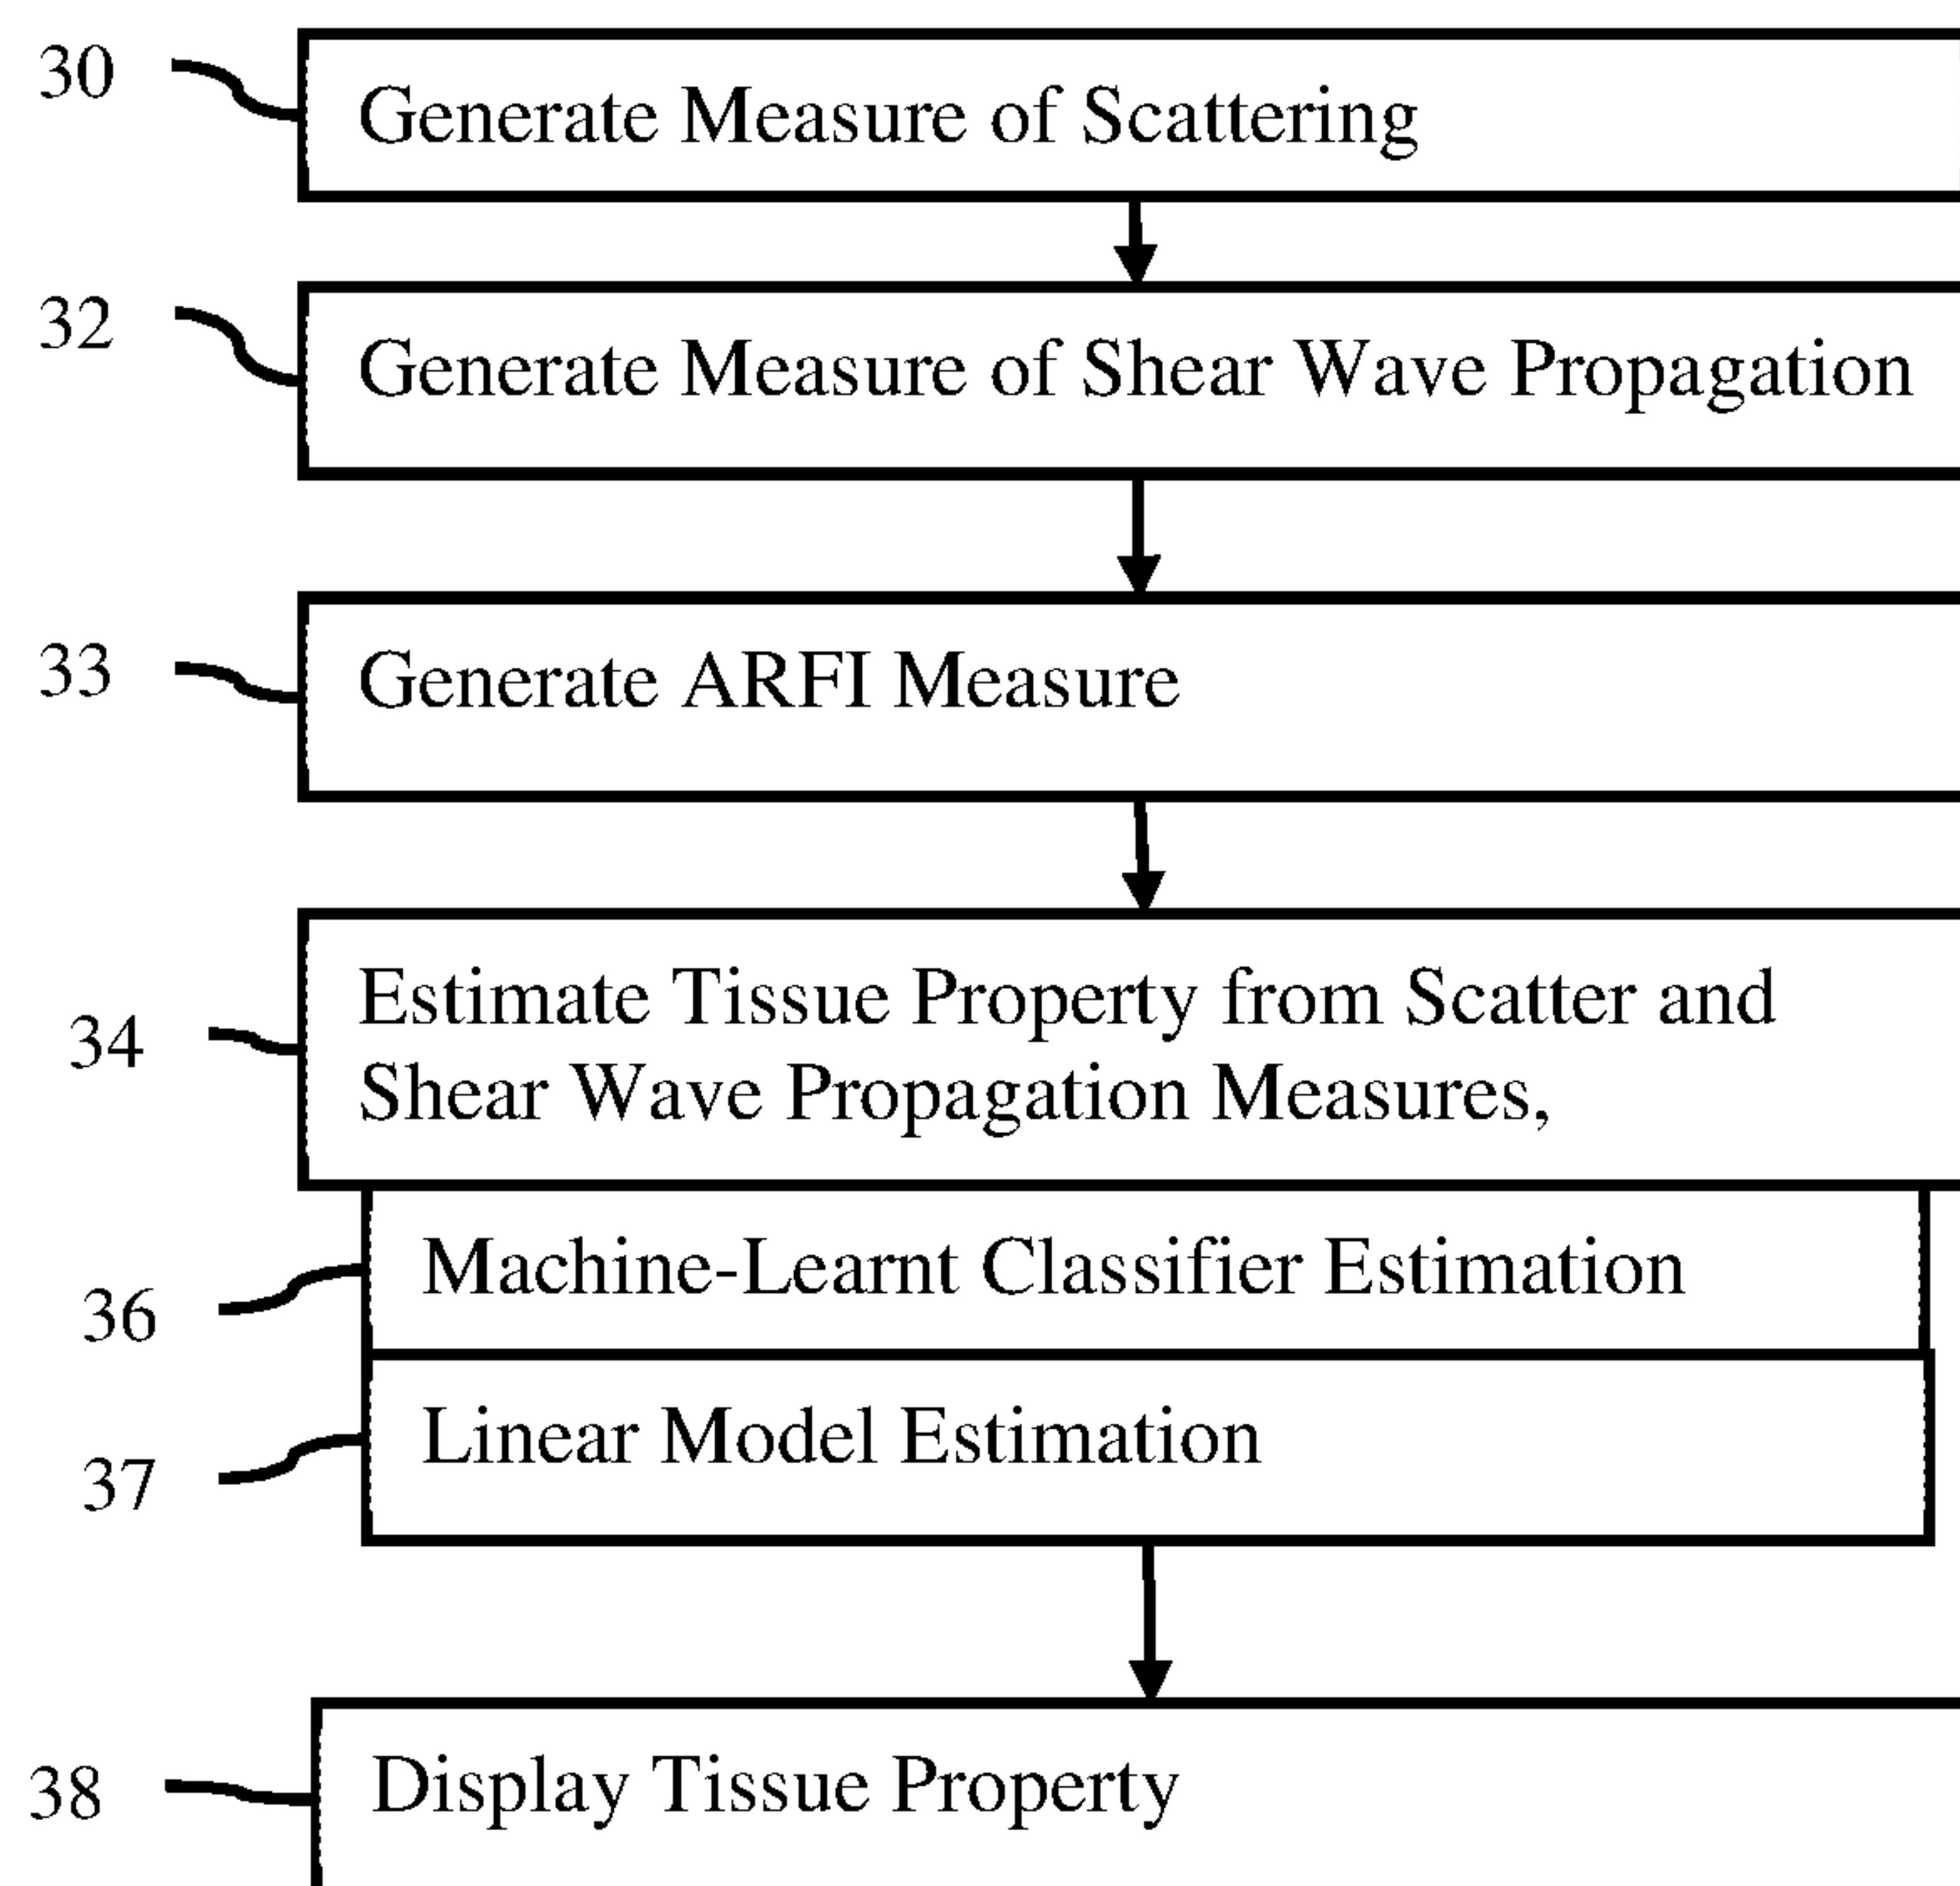 30
Generate Measure of Scattering
32
Generate Measure of Shear Wave Propagation
33
Generate ARFI Measure
34
Estimate Tissue Property from Scatter and
Shear Wave Propagation Measures,
36
Machine-Learnt Classifier Estimation
37
Linear Model Estimation
38
Display Tissue Property